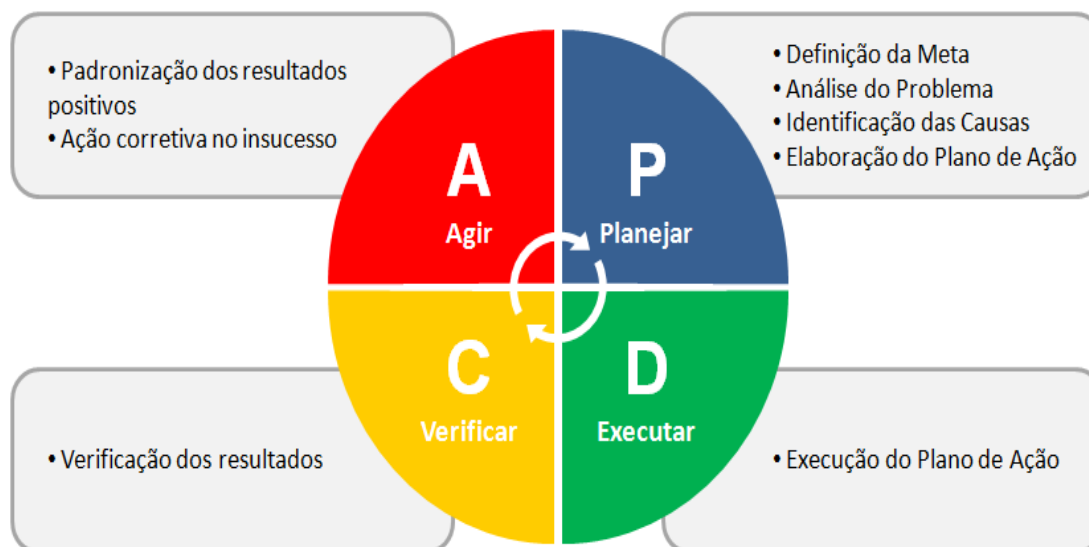 • Padronização dos resultados
positivos
• Ação corretiva no insucesso
A
Agir
P
Planejar
• Definição da Meta
• Análise do Problema
• Identificação das Causas
• Elaboração do Plano de Ação
• Verificação dos resultados
C
Verificar
D
Executar
• Execução do Plano de Ação